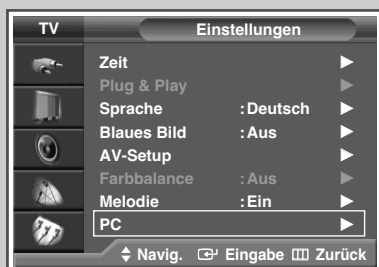 TV Einstellungen
Zeit
Plug & Play
Sprache : Deutsch
Blaues Bild : Aus
AV-Setup
Farbbalance : Aus
Melodie : Ein
PC
Navig. Eingabe Zurück